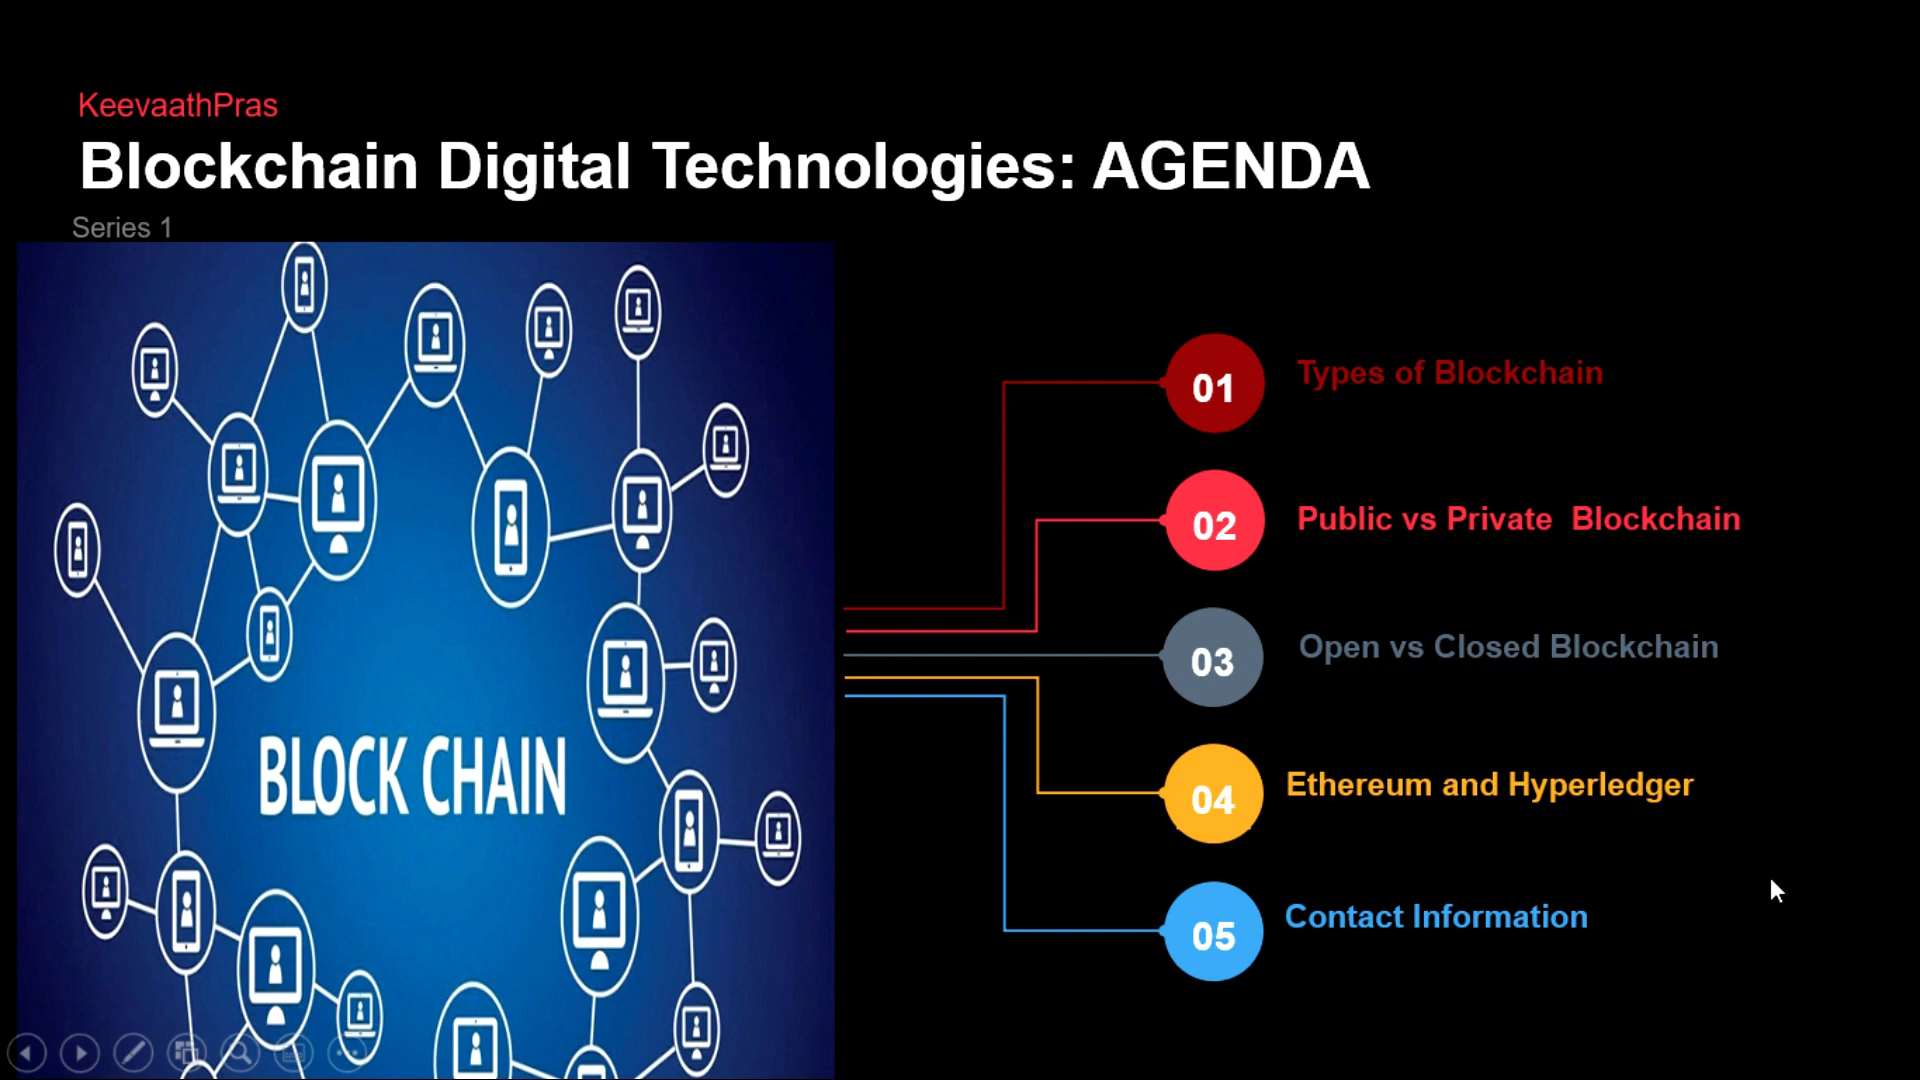 KeevaathPras
Blockchain Digital Technologies: AGENDA
Series 1
BLOCK CHAIN
01 Types of Blockchain
02 Public vs Private  Blockchain
03 Open vs Closed Blockchain
04 Ethereum and Hyperledger
05 Contact Information